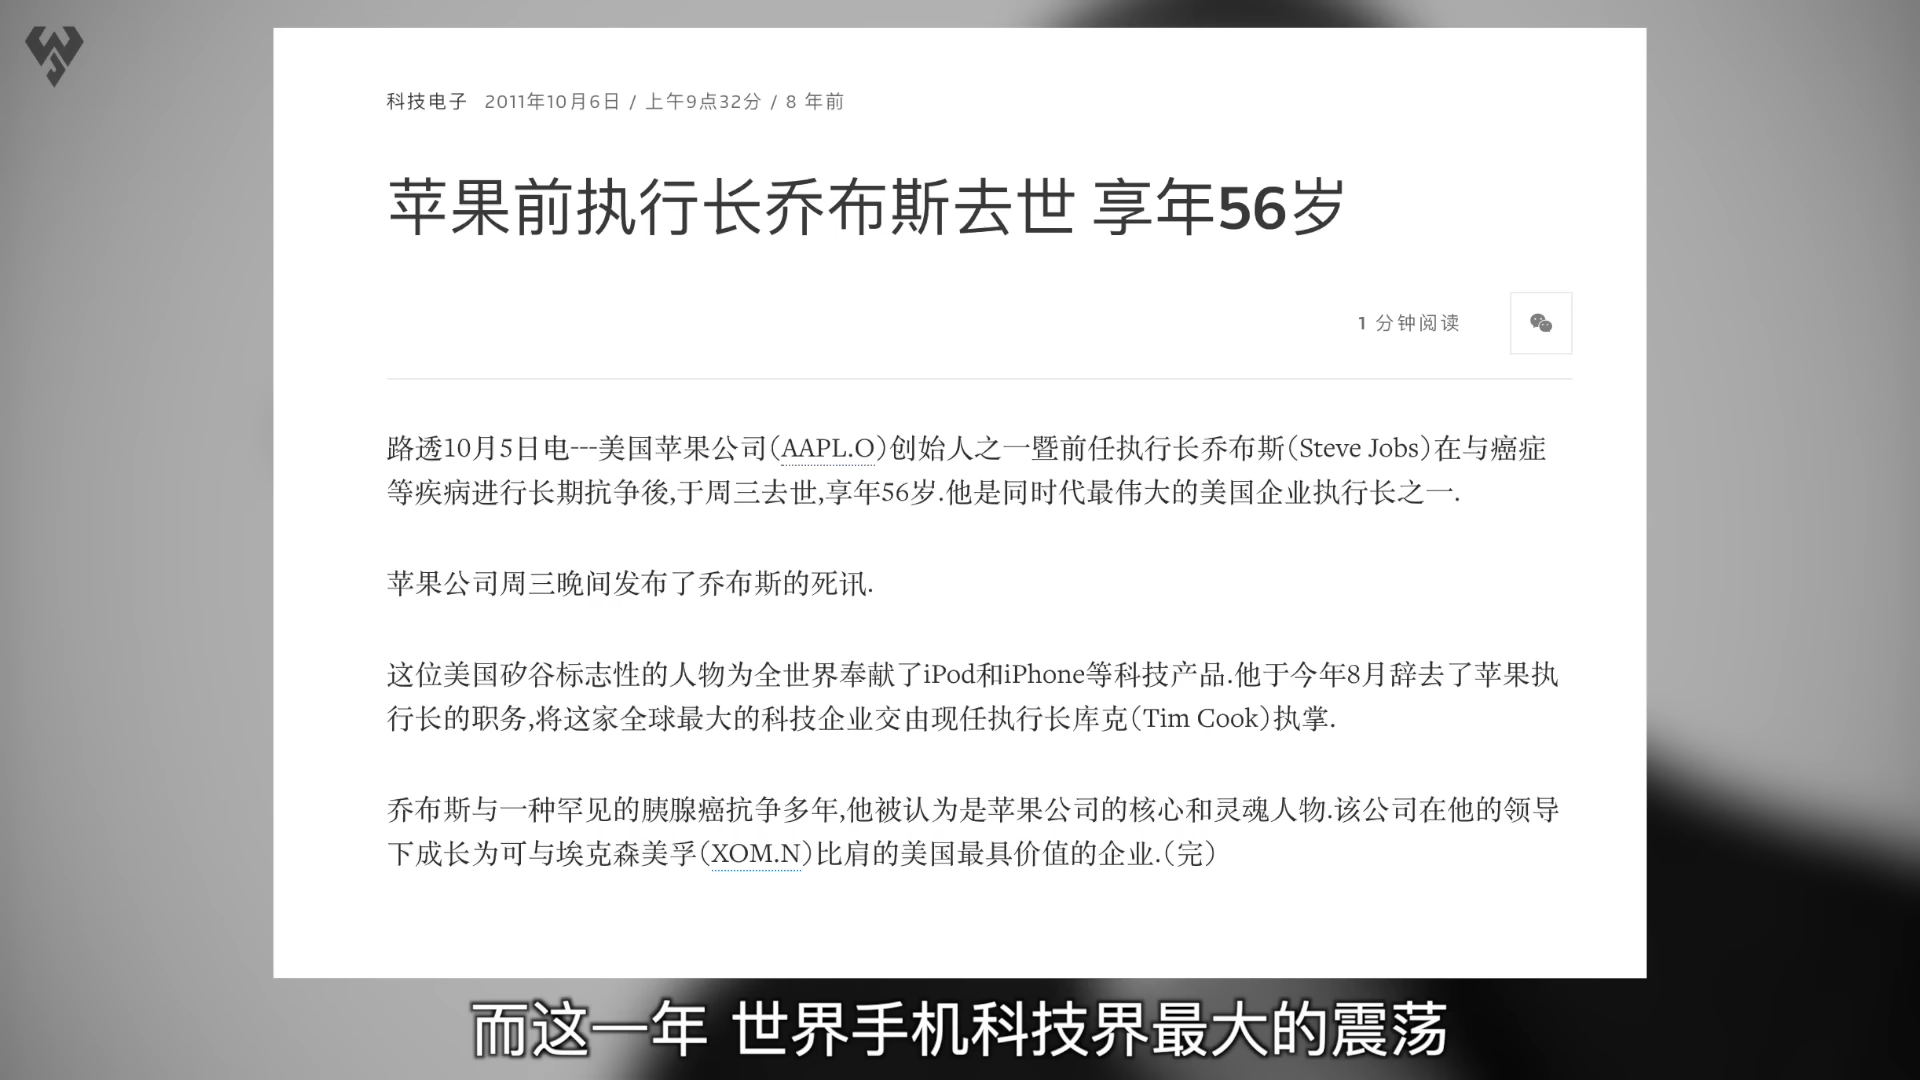 科技电子 2011年10月6日 / 上午9点32分 / 8 年前
苹果前执行长乔布斯去世 享年56岁
1 分钟阅读
路透10月5日电---美国苹果公司(AAPL.O)创始人之一暨前任执行长乔布斯(Steve Jobs)在与癌症
等疾病进行长期抗争後,于周三去世,享年56岁.他是同时代最伟大的美国企业执行长之一.
苹果公司周三晚间发布了乔布斯的死讯.
这位美国矽谷标志性的人物为全世界奉献了iPod和iPhone等科技产品.他于今年8月辞去了苹果执
行长的职务,将这家全球最大的科技企业交由现任执行长库克(Tim Cook)执掌.
乔布斯与一种罕见的胰腺癌抗争多年,他被认为是苹果公司的核心和灵魂人物.该公司在他的领导
下成长为可与埃克森美孚(XOM.N)比肩的美国最具价值的企业.(完)
而这一年 世界手机科技界最大的震荡